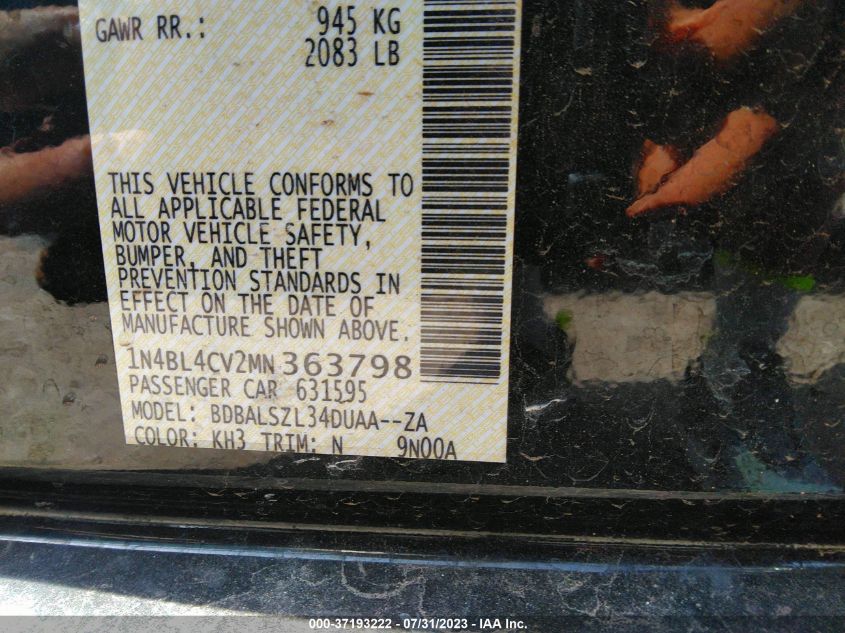 GAWR RR.: 945 KG
2083 LB
THIS VEHICLE CONFORMS TO
ALL APPLICABLE FEDERAL
MOTOR VEHICLE SAFETY,
BUMPER, AND THEFT
PREVENTION STANDARDS IN
EFFECT ON THE DATE OF
MANUFACTURE SHOWN ABOVE.
1N4BL4CV2MN363798
PASSENGER CAR 631595
MODEL: BDBALSZL34DUAA--ZA
COLOR: KH3 TRIM: N 9N00A
000-37193222 - 07/31/2023 - IAA Inc.